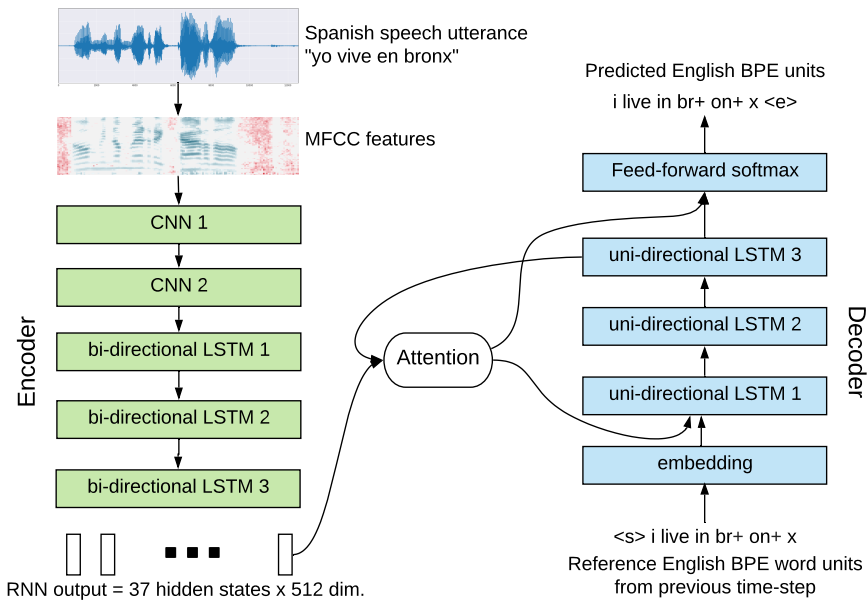 Spanish speech utterance
"yo vive en bronx"
MFCC features
CNN 1
CNN 2
bi-directional LSTM 1
bi-directional LSTM 2
bi-directional LSTM 3
Encoder
RNN output = 37 hidden states x 512 dim.
Attention
Predicted English BPE units
i live in br+ on+ x <e>
Feed-forward softmax
uni-directional LSTM 3
uni-directional LSTM 2
uni-directional LSTM 1
embedding
Decoder
<s> i live in br+ on+ x
Reference English BPE word units
from previous time-step